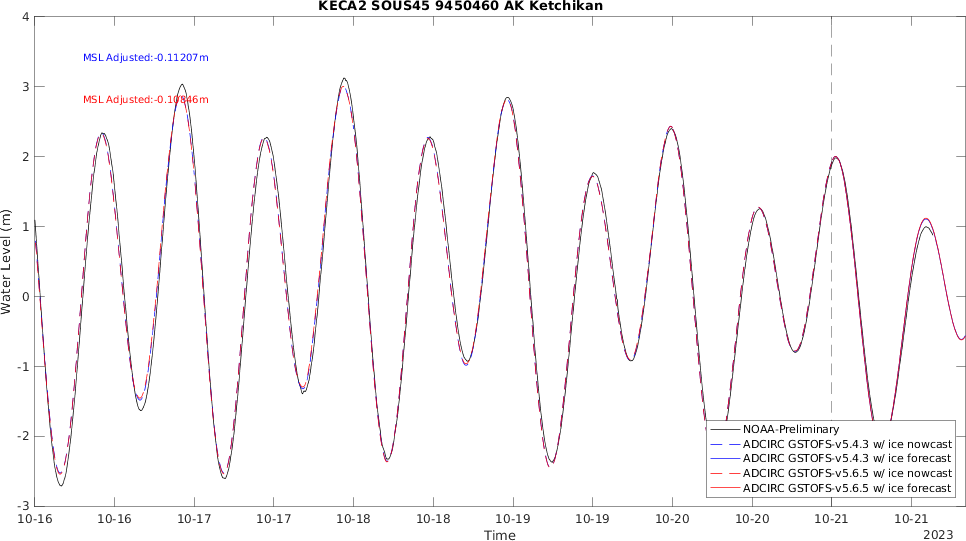 KECA2 SOUS45 9450460 AK Ketchikan
4
3
2
1
0
-1
-2
-3
Water Level (m)
MSL Adjusted:-0.11207m
MSL Adjusted:-0.10846m
NOAA-Preliminary
ADCIRC GSTOFS-v5.4.3 w/ ice nowcast
ADCIRC GSTOFS-v5.4.3 w/ ice forecast
ADCIRC GSTOFS-v5.6.5 w/ ice nowcast
ADCIRC GSTOFS-v5.6.5 w/ ice forecast
10-16 10-16 10-17 10-17 10-18 10-18 10-19 10-19 10-20 10-20 10-21 10-21
Time
2023